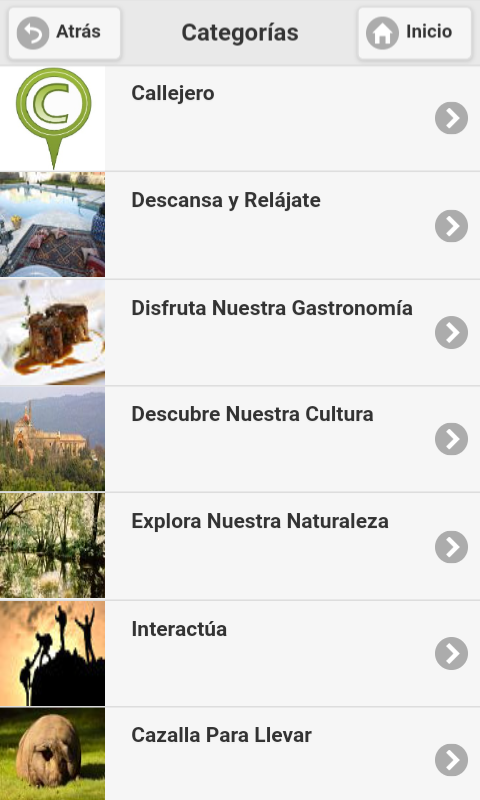 Atrás
Categorías
Inicio
C
Callejero
Descansa y Relájate
Disfruta Nuestra Gastronomía
Descubre Nuestra Cultura
Explora Nuestra Naturaleza
Interactúa
Cazalla Para Llevar